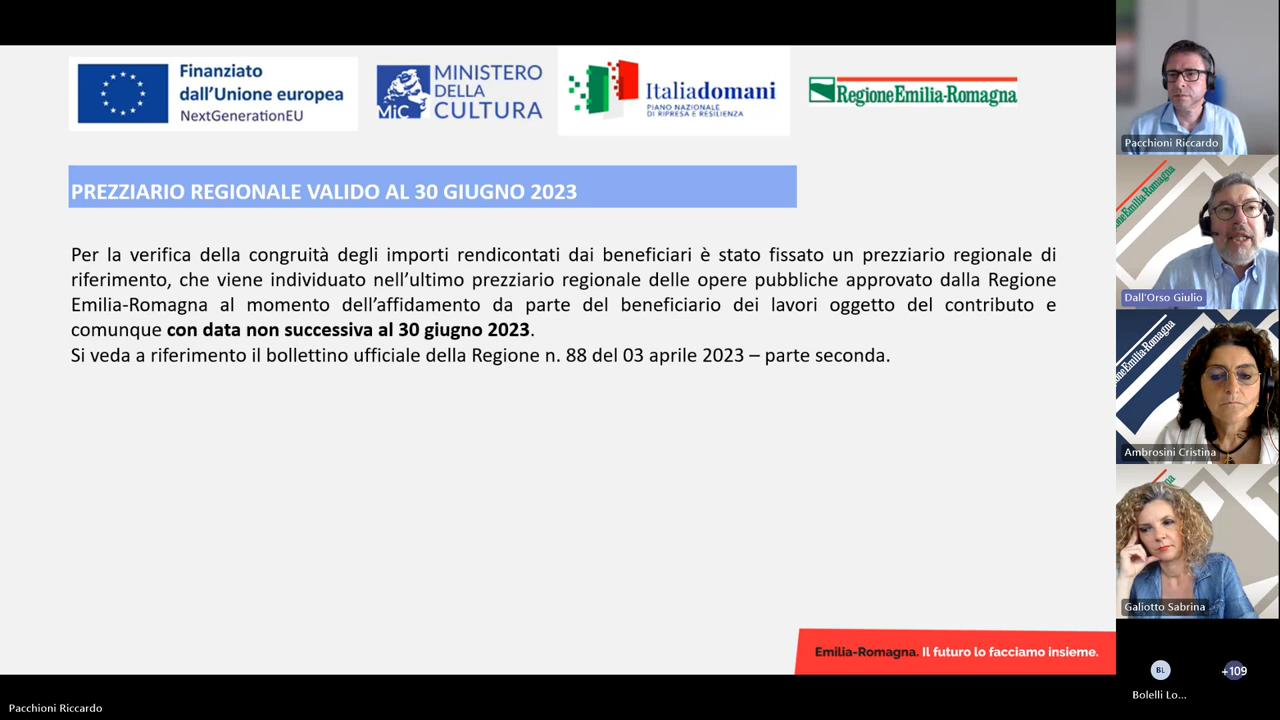 Finanziato
dall'Unione europea
NextGenerationEU
MiC
MINISTERO
DELLA
CULTURA
Italiadomani
PIANO NAZIONALE
DI RIPRESA E RESILIENZA
RegioneEmilia-Romagna
PREZZIARIO REGIONALE VALIDO AL 30 GIUGNO 2023
Per la verifica della congruità degli importi rendicontati dai beneficiari è stato fissato un prezziario regionale di
riferimento, che viene individuato nell'ultimo prezziario regionale delle opere pubbliche approvato dalla Regione
Emilia-Romagna al momento dell'affidamento da parte del beneficiario dei lavori oggetto del contributo e
comunque con data non successiva al 30 giugno 2023.
Si veda a riferimento il bollettino ufficiale della Regione n. 88 del 03 aprile 2023 – parte seconda.
Emilia-Romagna. Il futuro lo facciamo insieme.
Pacchioni Riccardo
Pacchioni Riccardo
Dall'Orso Giulio
Ambrosini Cristina
Galiotto Sabrina
BL
+109
Bolelli Lo...